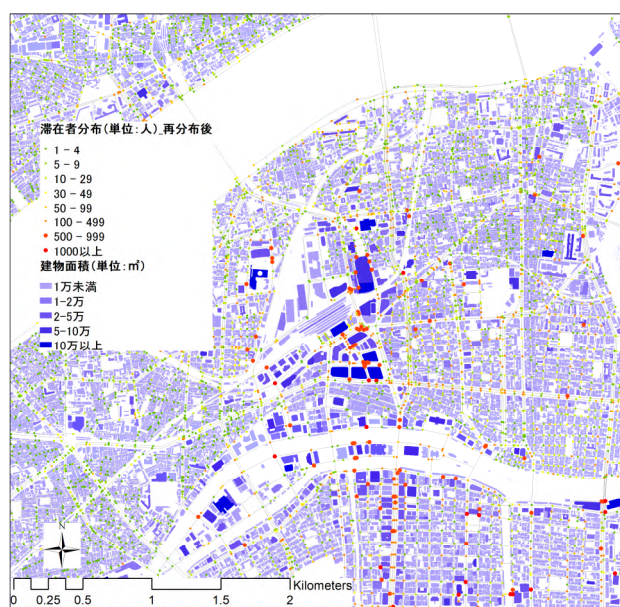 滞在者分布(単位:人)_再分布後
1 - 4
5 - 9
10 - 29
30 - 49
50 - 99
100 - 499
500 - 999
1000以上
建物面積(単位:㎡)
1万未満
1-2万
2-5万
5-10万
10万以上
N
Kilometers
0 0.25 0.5 1 1.5 2